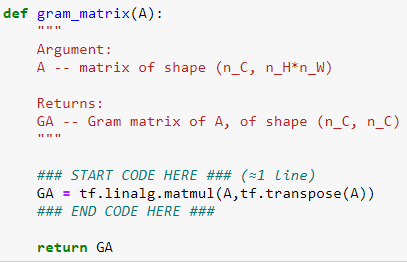 def gram_matrix(A):
    """
    Argument:
    A -- matrix of shape (n_C, n_H*n_W)

    Returns:
    GA -- Gram matrix of A, of shape (n_C, n_C)
    """

    ### START CODE HERE ### (≈1 line)
    GA = tf.linalg.matmul(A,tf.transpose(A))
    ### END CODE HERE ###

    return GA